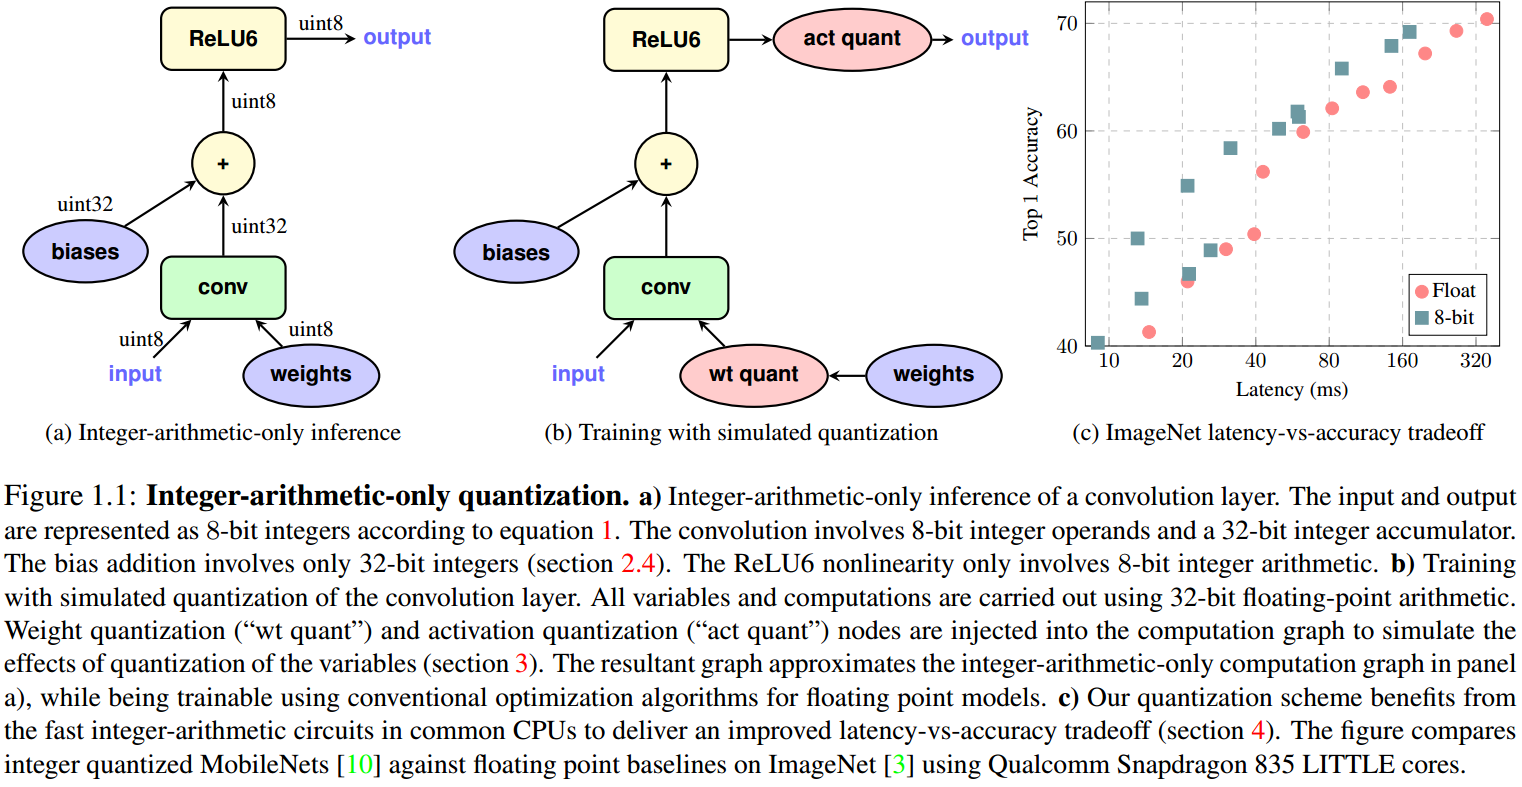 ReLU6
uint8
output
uint8
+
uint32
biases
uint32
conv
uint8
uint8
input
weights
(a) Integer-arithmetic-only inference
ReLU6
act quant
output
+
biases
conv
input
wt quant
weights
(b) Training with simulated quantization
70
60
50
40
Top 1 Accuracy
Float
8-bit
10
20
40
80
160
320
Latency (ms)
(c) ImageNet latency-vs-accuracy tradeoff
Figure 1.1: Integer-arithmetic-only quantization. a) Integer-arithmetic-only inference of a convolution layer. The input and output
are represented as 8-bit integers according to equation 1. The convolution involves 8-bit integer operands and a 32-bit integer accumulator.
The bias addition involves only 32-bit integers (section 2.4). The ReLU6 nonlinearity only involves 8-bit integer arithmetic. b) Training
with simulated quantization of the convolution layer. All variables and computations are carried out using 32-bit floating-point arithmetic.
Weight quantization (“wt quant”) and activation quantization (“act quant”) nodes are injected into the computation graph to simulate the
effects of quantization of the variables (section 3). The resultant graph approximates the integer-arithmetic-only computation graph in panel
a), while being trainable using conventional optimization algorithms for floating point models. c) Our quantization scheme benefits from
the fast integer-arithmetic circuits in common CPUs to deliver an improved latency-vs-accuracy tradeoff (section 4). The figure compares
integer quantized MobileNets [10] against floating point baselines on ImageNet [3] using Qualcomm Snapdragon 835 LITTLE cores.